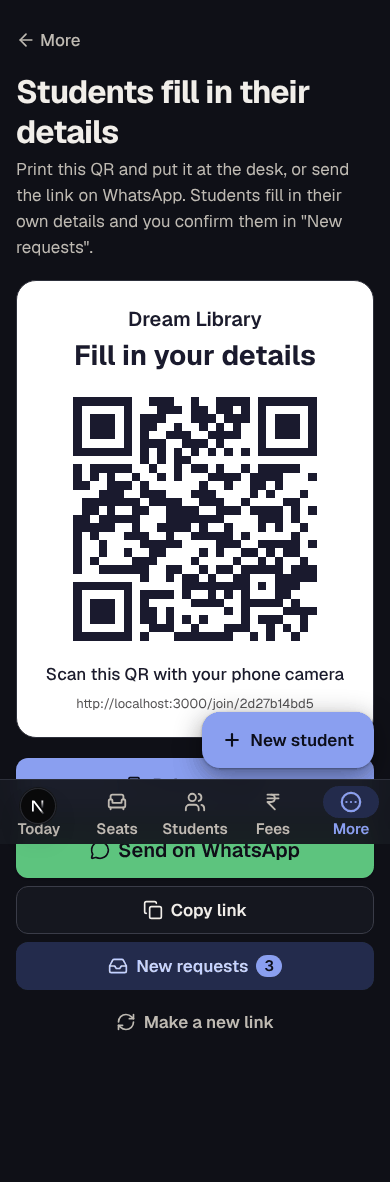 More
Students fill in their
details
Print this QR and put it at the desk, or send
the link on WhatsApp. Students fill in their
own details and you confirm them in "New
requests".
Dream Library
Fill in your details
Scan this QR with your phone camera
http://localhost:3000/join/2d27b14bd5
New student
N
Today
Seats
Students
Fees
More
Send on WhatsApp
Copy link
New requests 3
Make a new link